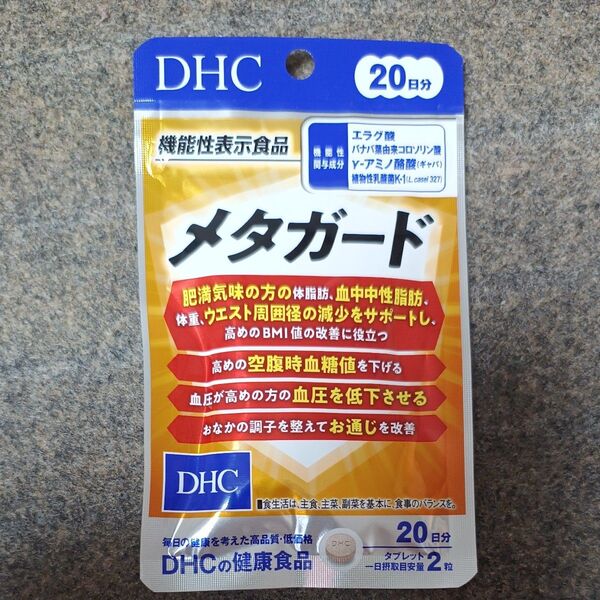 DHC
20日分
機能性表示食品
機能性
関与成分
エラグ酸
バナバ葉由来コロソリン酸
γ-アミノ酪酸(ギャバ)
植物性乳酸菌K-1(L.casei 327)
メタガード
肥満気味の方の体脂肪、血中中性脂肪、
体重、ウエスト周囲径の減少をサポートし、
高めのBMI値の改善に役立つ
高めの空腹時血糖値を下げる
血圧が高めの方の血圧を低下させる
おなかの調子を整えてお通じを改善
DHC
■食生活は、主食、主菜、副菜を基本に、食事のバランスを。
毎日の健康を考えた高品質・低価格
DHCの健康食品
DHC
20日分
タブレット
一日摂取目安量2粒